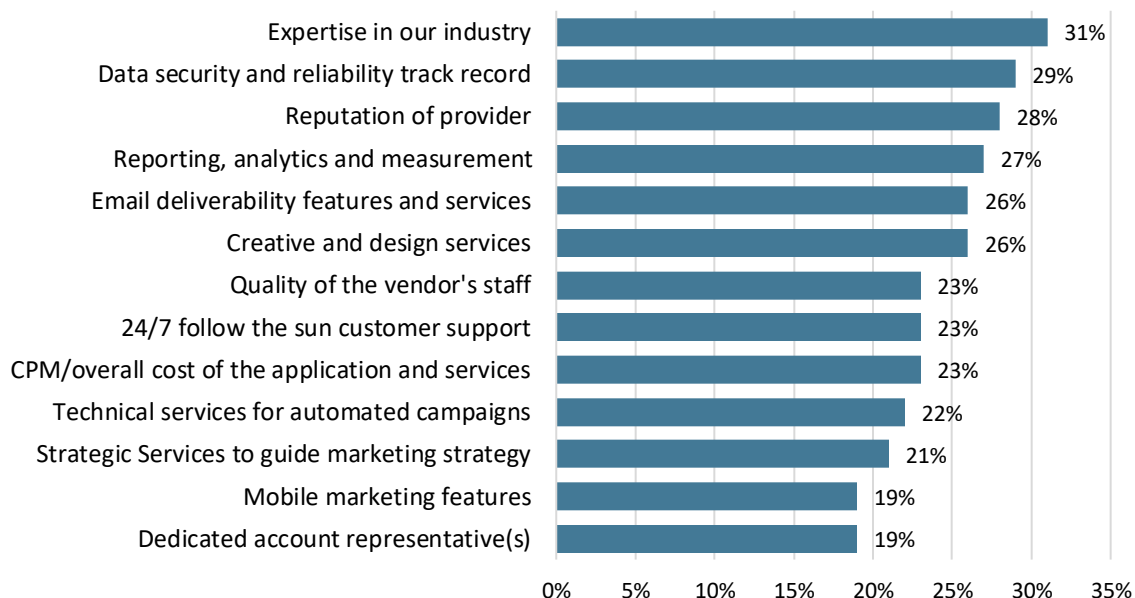 Expertise in our industry 31%
Data security and reliability track record 29%
Reputation of provider 28%
Reporting, analytics and measurement 27%
Email deliverability features and services 26%
Creative and design services 26%
Quality of the vendor's staff 23%
24/7 follow the sun customer support 23%
CPM/overall cost of the application and services 23%
Technical services for automated campaigns 22%
Strategic Services to guide marketing strategy 21%
Mobile marketing features 19%
Dedicated account representative(s) 19%
0% 5% 10% 15% 20% 25% 30% 35%